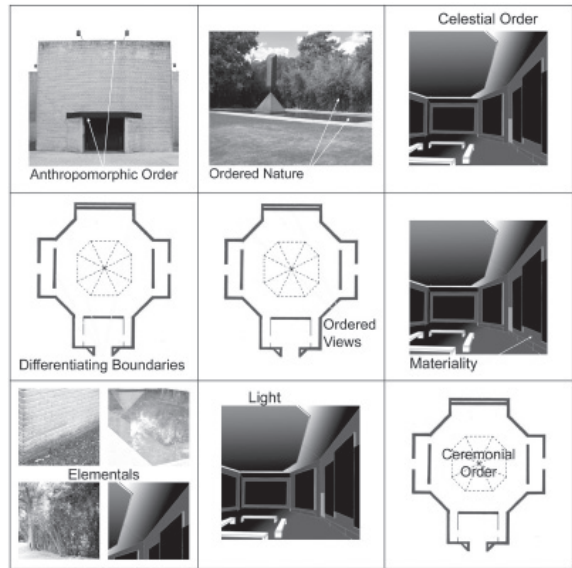 Anthropomorphic Order
Ordered Nature
Celestial Order
Differentiating Boundaries
Ordered
Views
Materiality
Elementals
Light
Ceremonial
Order